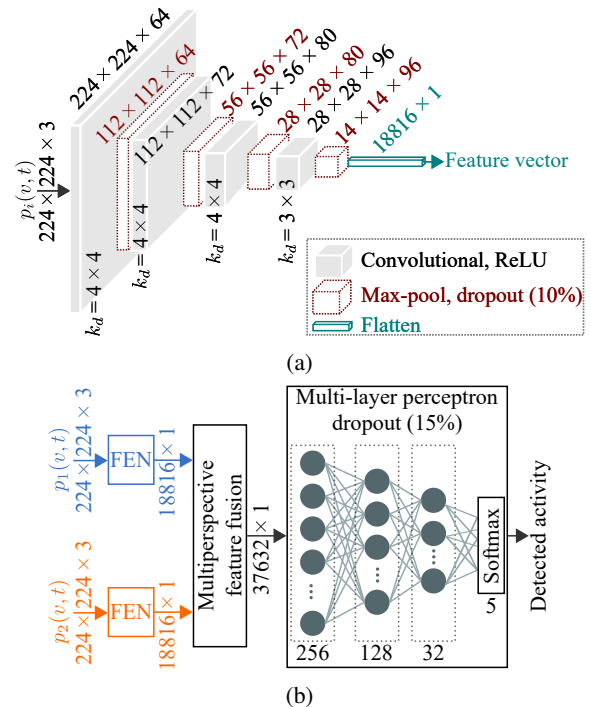 224 × 224 × 64
112 × 112 × 64
112 × 112 × 72
56 × 56 × 72
56 × 56 × 80
28 × 28 × 80
28 × 28 × 96
14 × 14 × 96
18816 × 1
p_i(v, t)
224 × 224 × 3
Feature vector
k_d = 4 × 4
k_d = 4 × 4
k_d = 4 × 4
k_d = 3 × 3
Convolutional, ReLU
Max-pool, dropout (10%)
Flatten
(a)
p_1(v, t)
224 × 224 × 3
FEN
18816 × 1
p_2(v, t)
224 × 224 × 3
FEN
18816 × 1
Multiperspective
feature fusion
37632 × 1
Multi-layer perceptron
dropout (15%)
256
128
32
Softmax
5
Detected activity
(b)